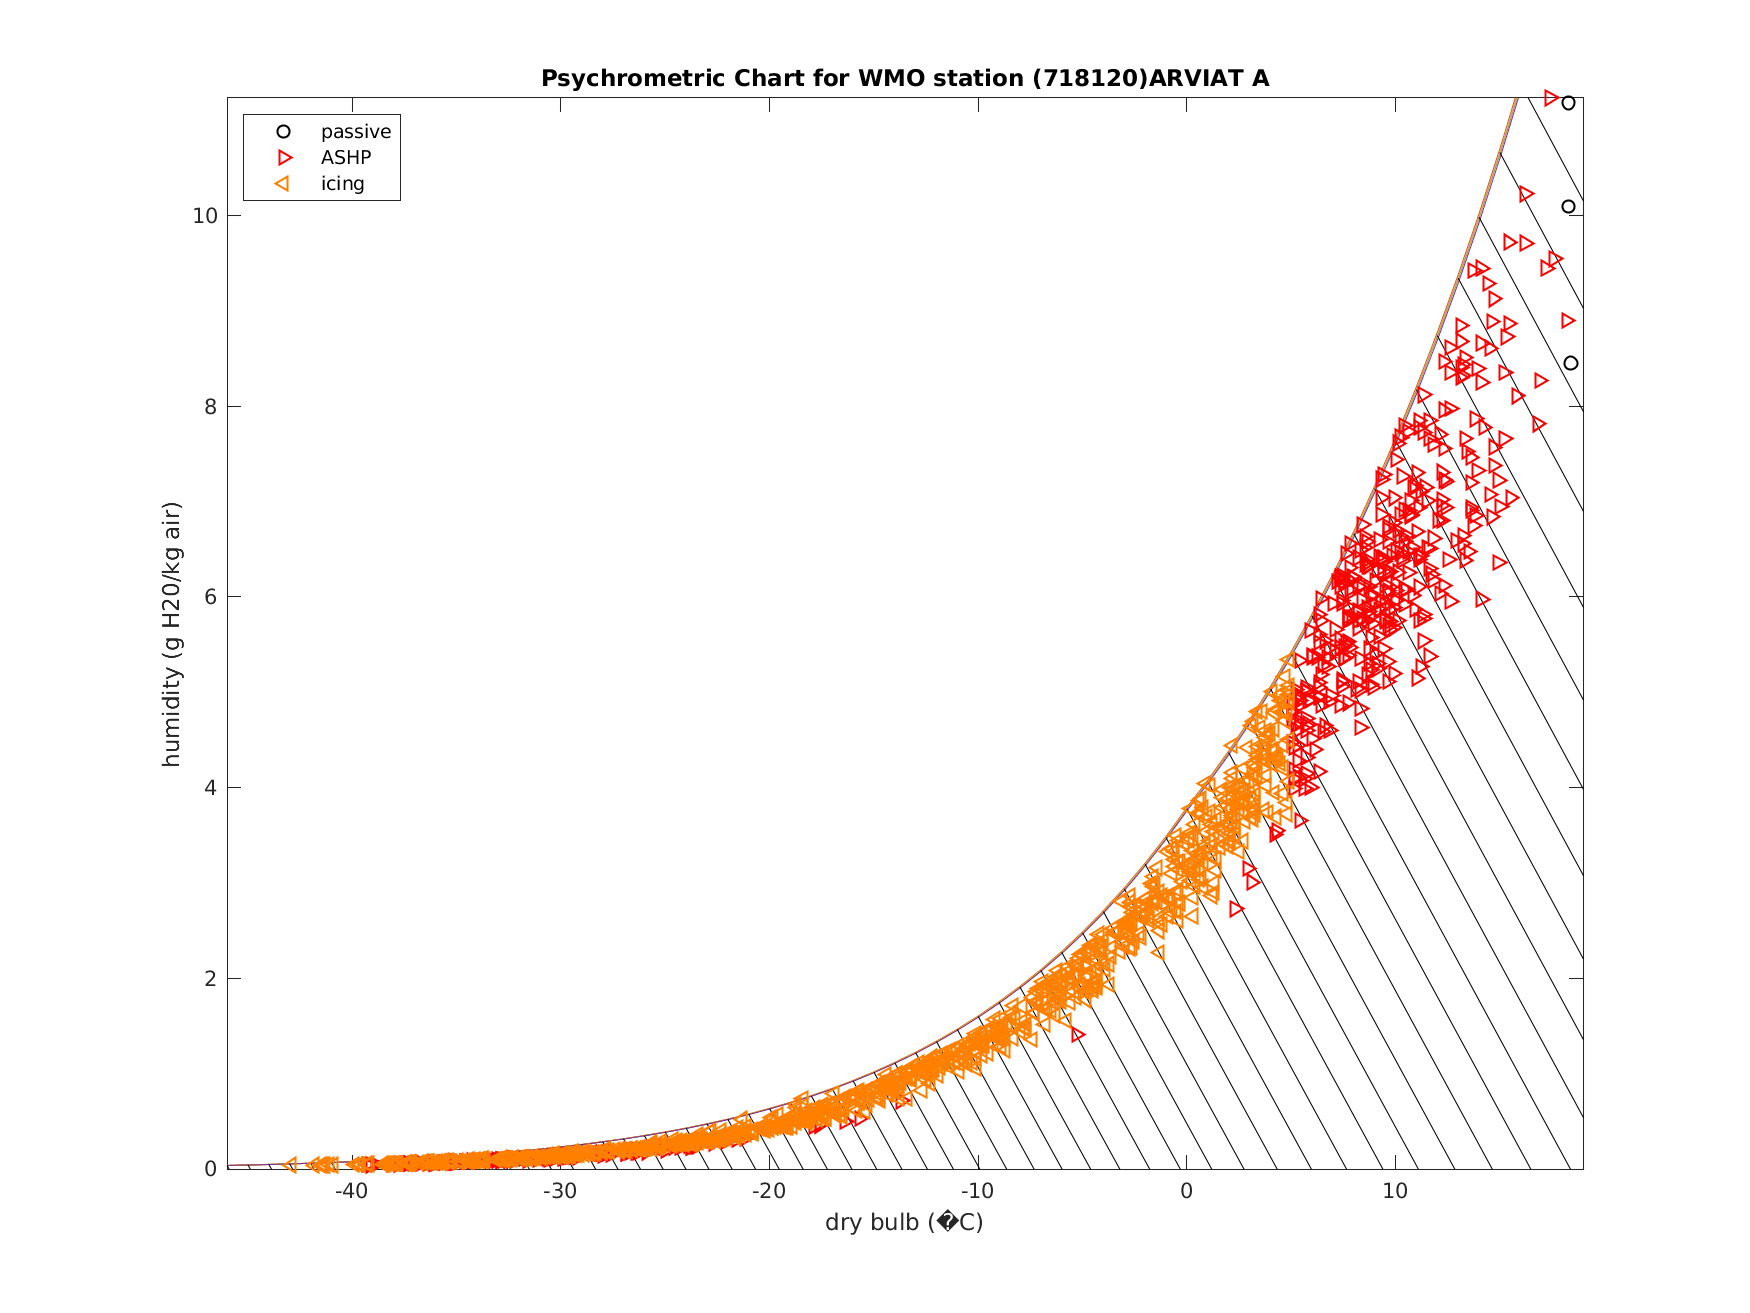 Psychrometric Chart for WMO station (718120)ARVIAT A
passive
ASHP
icing
humidity (g H20/kg air)
10
8
6
4
2
0
-40 -30 -20 -10 0 10
dry bulb (�C)